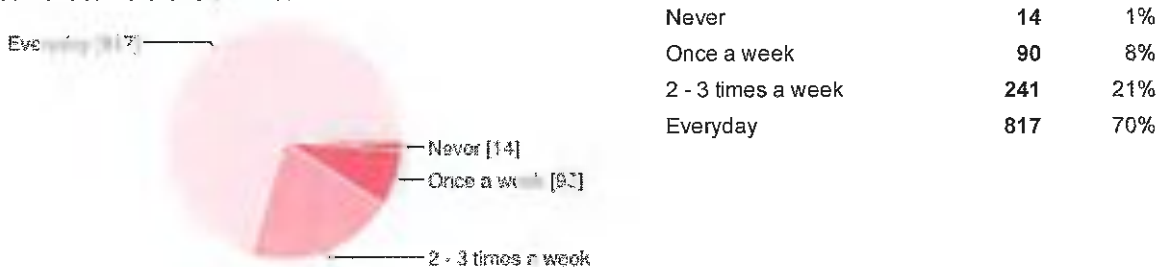 Never 14 1%
Once a week 90 8%
2 - 3 times a week 241 21%
Everyday 817 70%
Never [14]
Once a
2 - 3 times a week